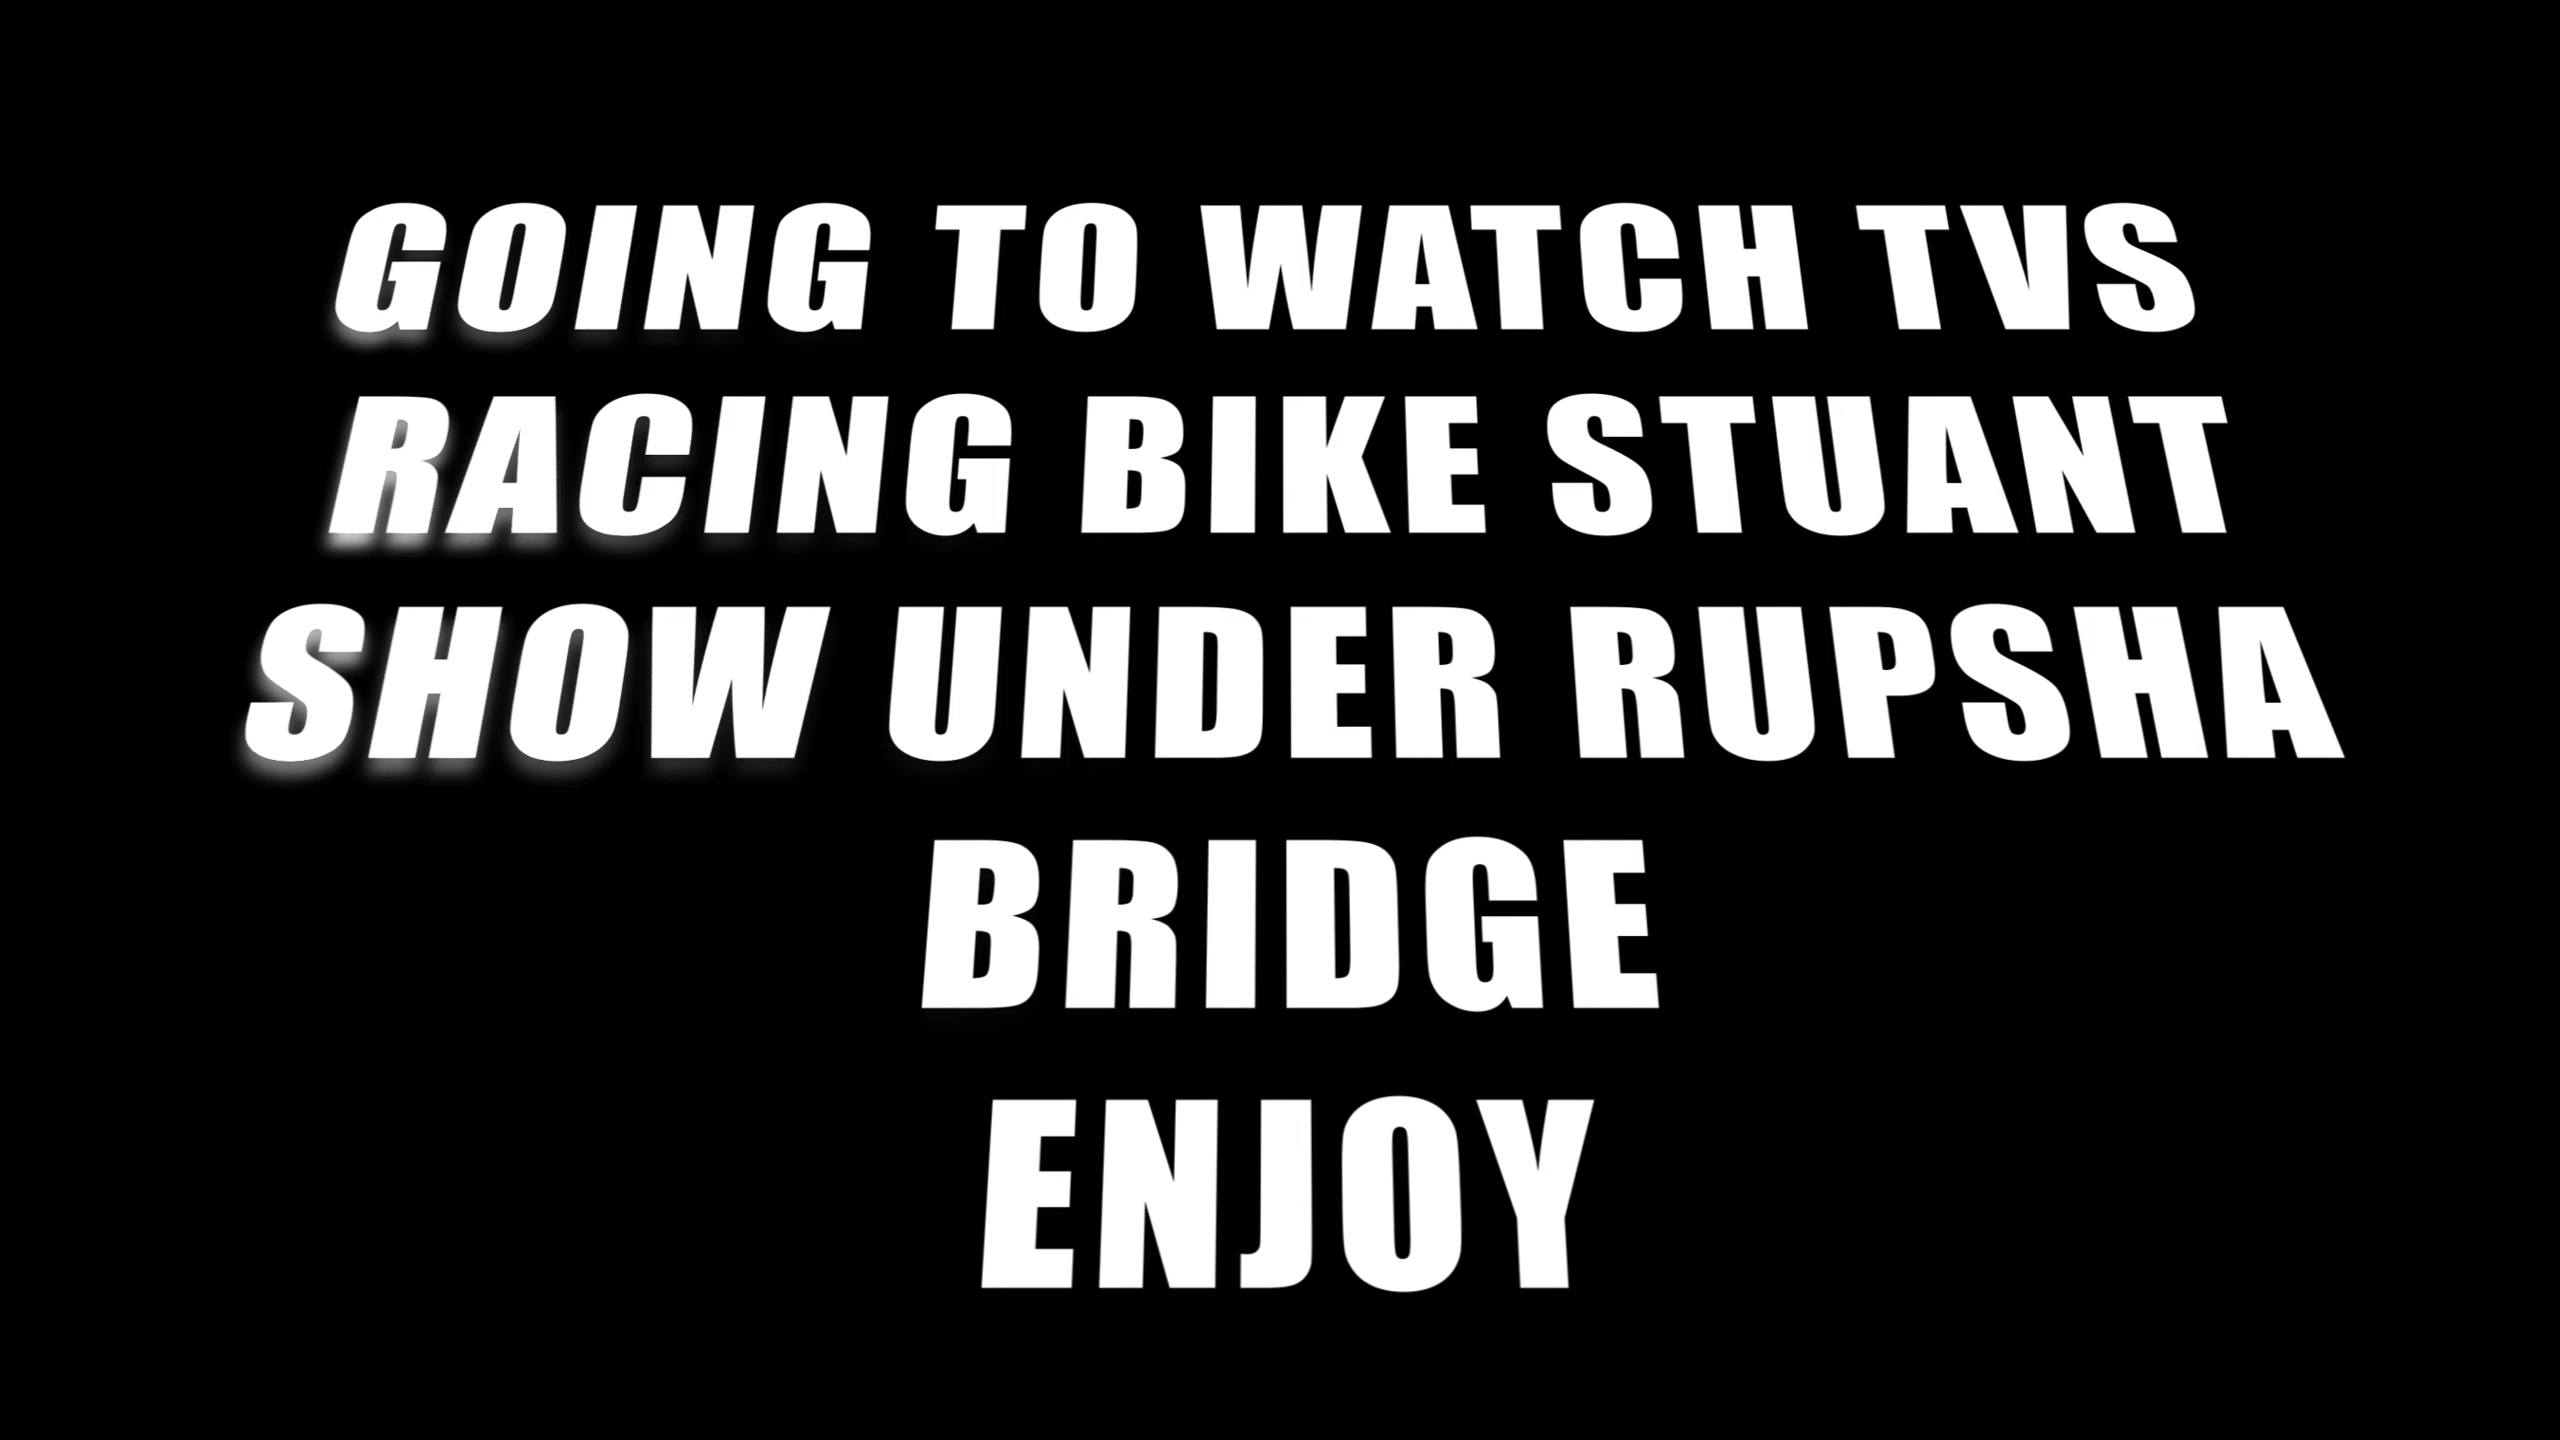 GOING TO WATCH TVS
RACING BIKE STUANT
SHOW UNDER RUPSHA
BRIDGE
ENJOY